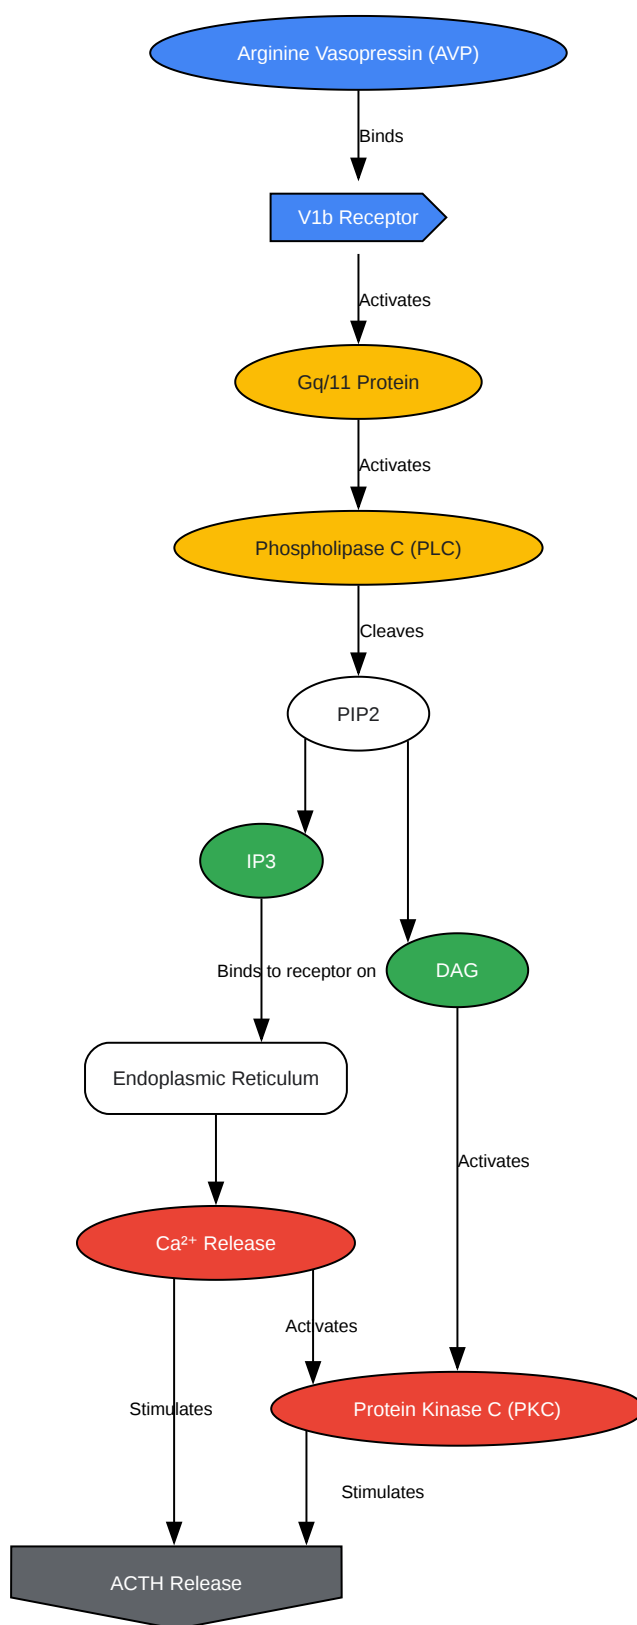 Arginine Vasopressin (AVP)
Binds
V1b Receptor
Activates
Gq/11 Protein
Activates
Phospholipase C (PLC)
Cleaves
PIP2
IP3
Binds to receptor on
DAG
Endoplasmic Reticulum
Activates
Ca²⁺ Release
Activates
Stimulates
Protein Kinase C (PKC)
Stimulates
ACTH Release